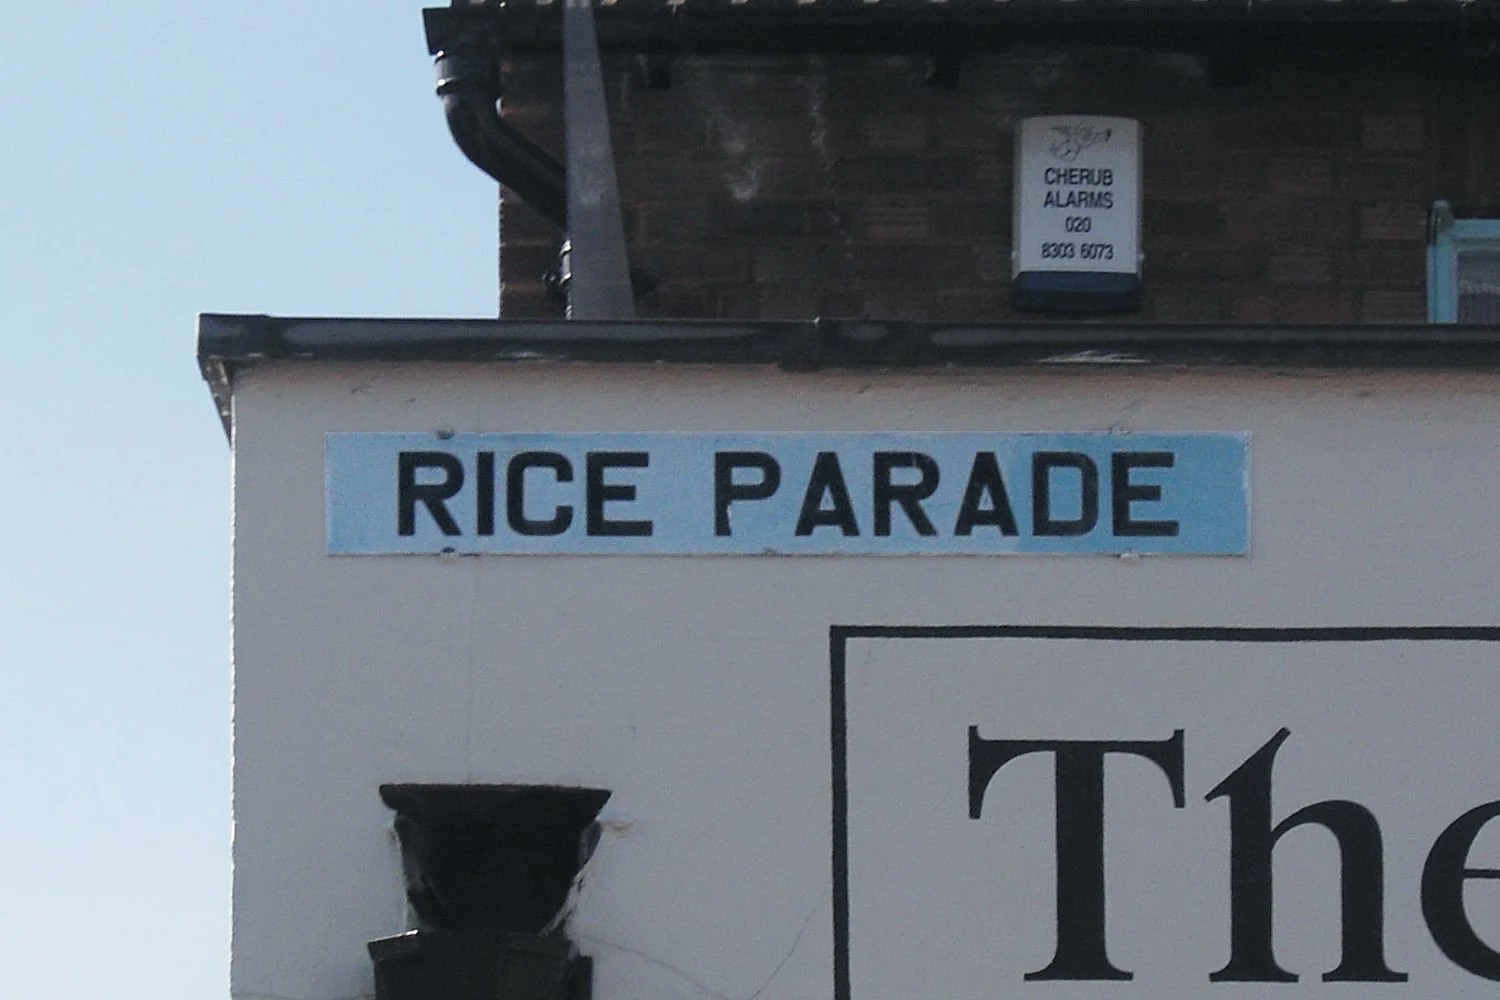 CHERUB
ALARMS
020
8303 6073
RICE PARADE
The